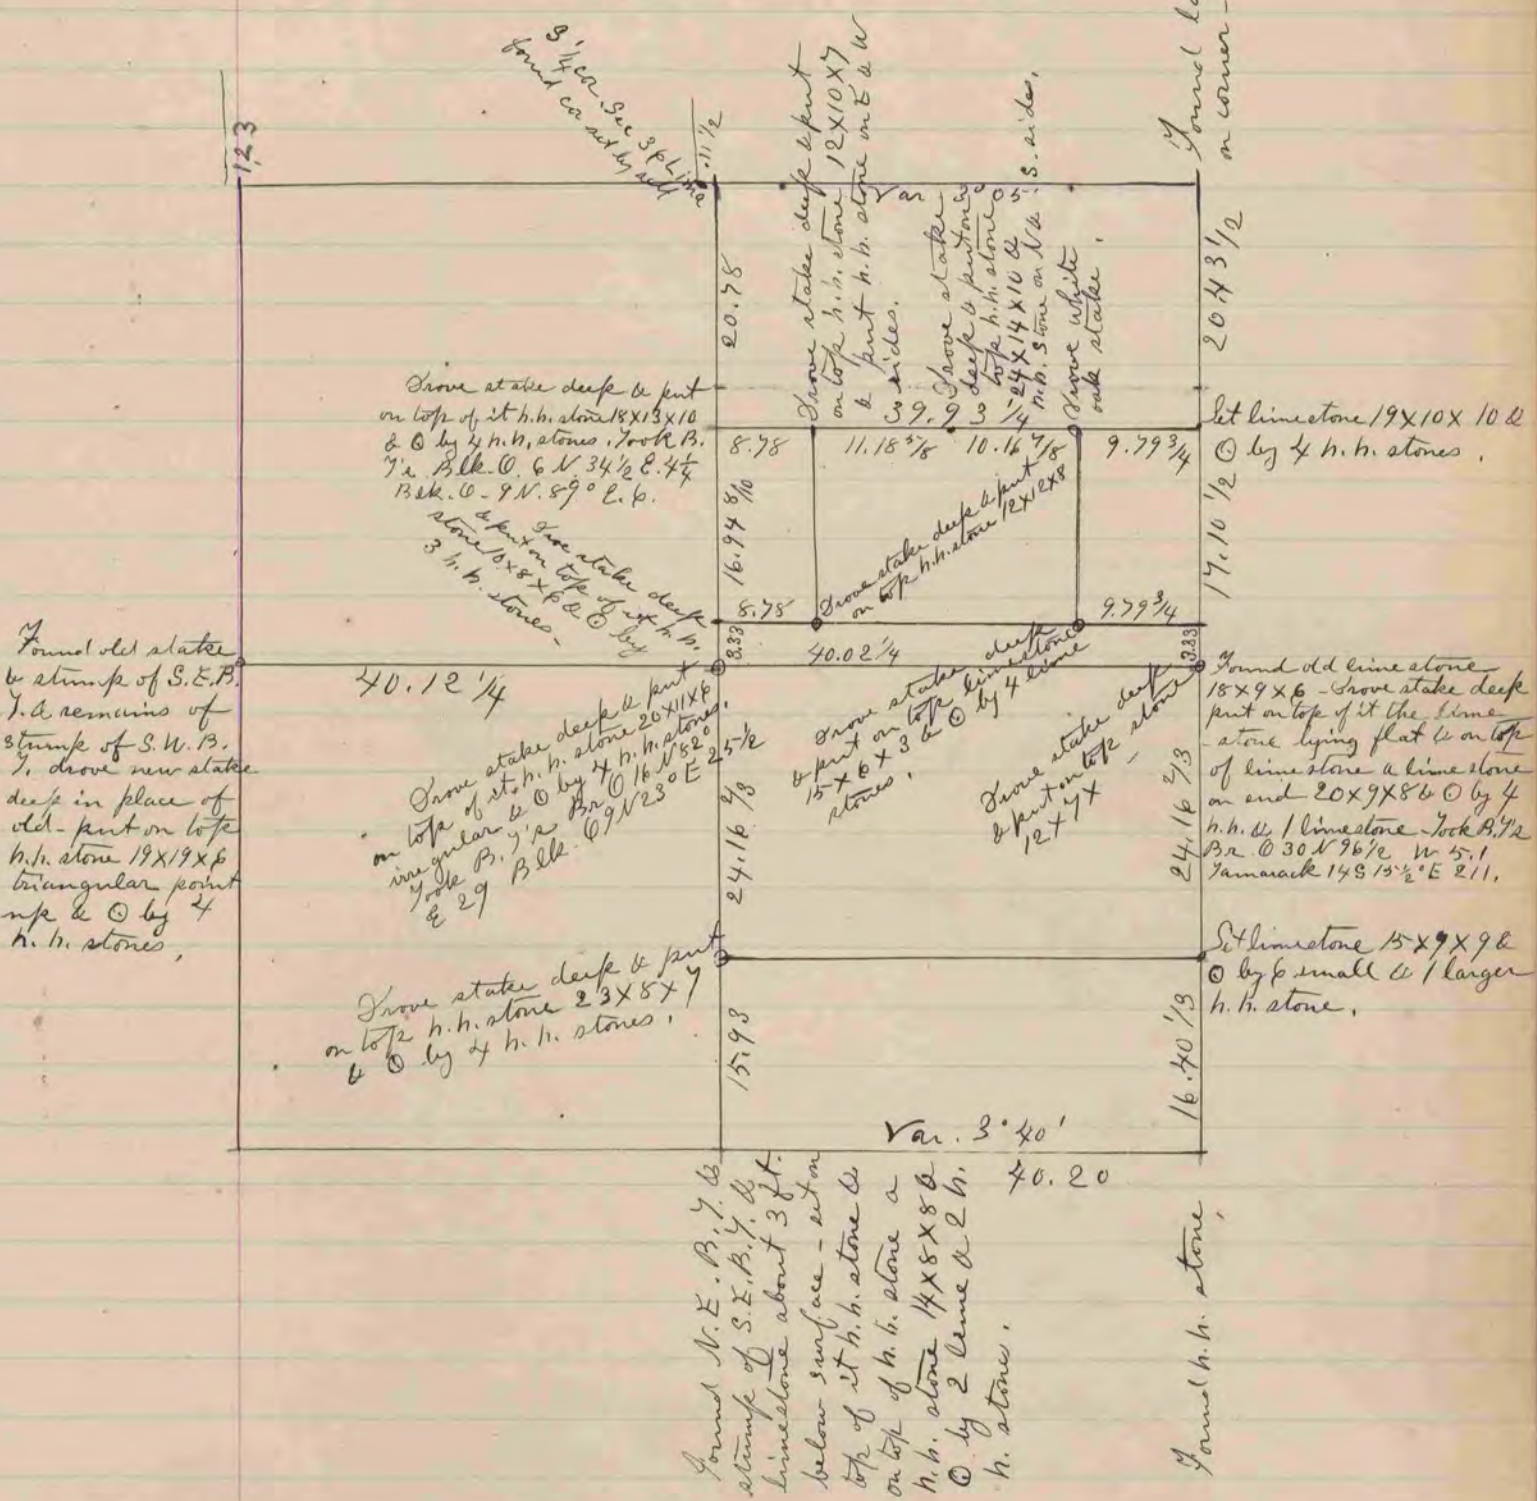 123
3 1/4 cor. Sec 36 Lime
found cor set by self
.11 1/2
Drove stake deep & put
on top h.h. stone 12X10X7
& put h.h. stone on E & W
sides.
Var 3° 05'
Drove stake
deep & put on
top h.h. stone
24X14X10 &
h.h. stone on N & S. sides.
Drove white
oak stake.
Found
on corner -
20.78
20.43 1/2
39.93 1/4
Drove stake deep & put
on top of it h.h. stone 18X13X10
& ⊙ by 4 h.h. stones. Took B.
T's Blk. O. 6 N. 34 1/2 E. 4 1/4
Blk. O - 9 N. 89° E. 6.
8.78
11.18 5/8
10.16 7/8
9.79 3/4
Set limestone 19X10X10 &
⊙ by 4 h.h. stones.
16.94 8/10
17.10 1/2
Drove stake deep
& put on top of it h.h.
stone 10X8X6 & ⊙ by
3 h.h. stones.-
Drove stake deep & put
on top h.h. stone 12X12X8
8.78
9.79 3/4
3.33
3.33
40.12 1/4
40.02 1/4
Found old stake
& stump of S.E.B.
T. & remains of
stump of S.W.B.
T. drove new stake
deep in place of
old - put on top
h.h. stone 19X19X6
triangular point
up & ⊙ by 4
h.h. stones,
Drove stake deep & put
on top of it h.h. stone 20X11X6
irregular & ⊙ by 4 h.h. stones.
Took B. T's Br O 16 N 82°
E 29 Blk. O 9 N 23° E 25 1/2
Drove stake deep
& put on top limestone
15X6X3 & ⊙ by 4 lime
stones.
Drove stake deep
& put on top stone
12X7X
Found old lime stone
18X9X6 - Drove stake deep
put on top of it the lime
- stone lying flat & on top
of limestone a lime stone
on end 20X9X8 & ⊙ by 4
h.h. & 1 limestone - Took B.T's
Br. O 30 N 96 1/2 W 5.1
Tamarack 14 S 15 1/2° E 211.
24.16 2/3
24.16 2/3
Drove stake deep & put
on top h.h. stone 23X8X7
& ⊙ by 4 h.h. stones.
Set limestone 15X9X9 &
⊙ by 6 small & 1 larger
h.h. stone.
15.93
16.40 1/3
Var. 3° 40'
40.20
Found N.E.B.T. &
stump of S.E.B.T. &
limestone about 3 ft.
below surface - set on
top of it h.h. stone &
on top of h.h. stone a
h.h. stone 14X8X8 &
⊙ by 2 lime & 2 h.
h. stones.
Found h.h. stone,